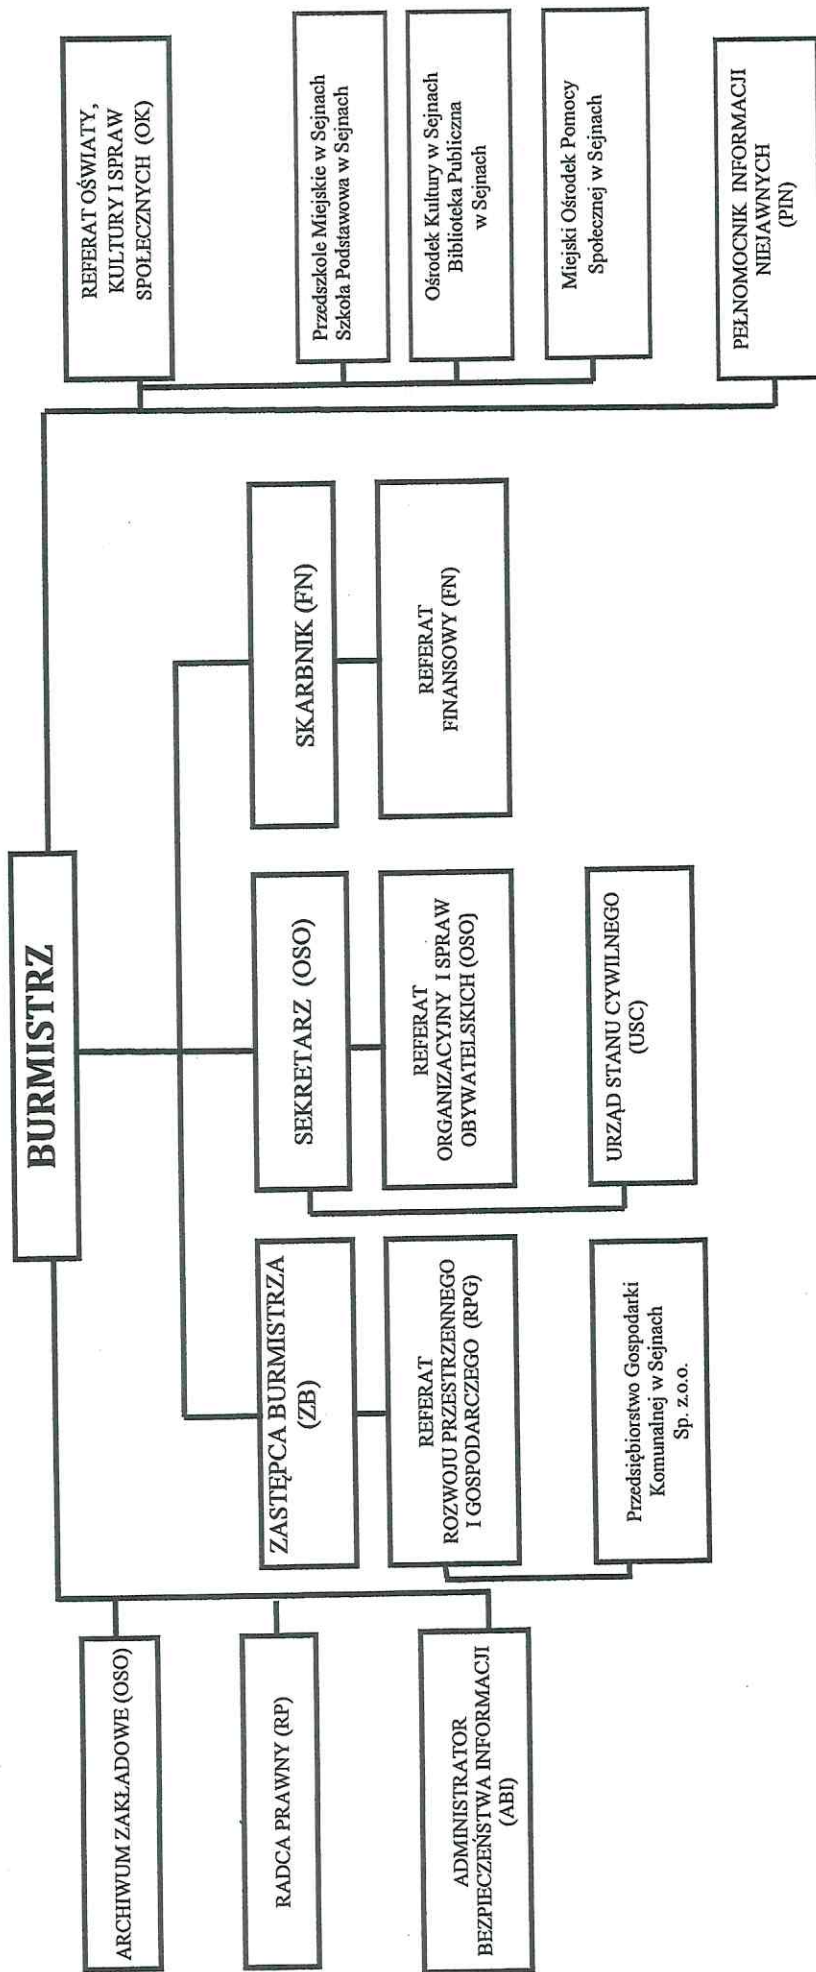 BURMISTRZ
ARCHIWUM ZAKŁADOWE (OSO)
RADCA PRAWNY (RP)
ADMINISTRATOR
BEZPIECZEŃSTWA INFORMACJI
(ABI)
ZASTĘPCA BURMISTRZA
(ZB)
REFERAT
ROZWOJU PRZESTRZENNEGO
I GOSPODARCZEGO (RPG)
Przedsiębiorstwo Gospodarki
Komunalnej w Sejnach
Sp. z.o.o.
SEKRETARZ (OSO)
REFERAT
ORGANIZACYJNY I SPRAW
OBYWATELSKICH (OSO)
URZĄD STANU CYWILNEGO
(USC)
SKARBNIK (FN)
REFERAT
FINANSOWY (FN)
REFERAT OŚWIATY,
KULTURY I SPRAW
SPOŁECZNYCH (OK)
Przedszkole Miejskie w Sejnach
Szkoła Podstawowa w Sejnach
Ośrodek Kultury w Sejnach
Biblioteka Publiczna
w Sejnach
Miejski Ośrodek Pomocy
Społecznej w Sejnach
PEŁNOMOCNIK INFORMACJI
NIEJAWNYCH
(PIN)